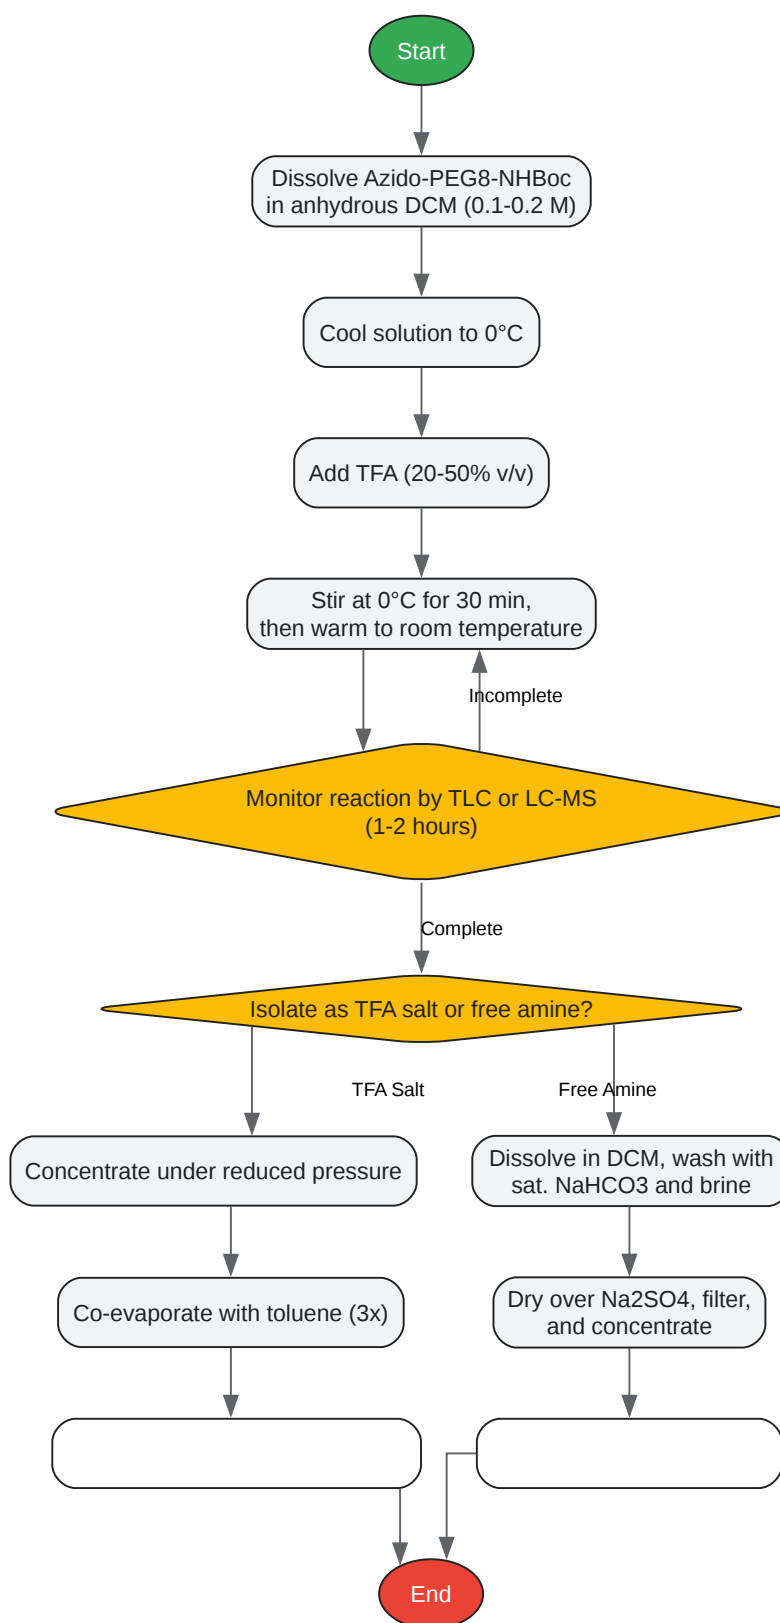 Start
Dissolve Azido-PEG8-NHBoc
in anhydrous DCM (0.1-0.2 M)
Cool solution to 0°C
Add TFA (20-50% v/v)
Stir at 0°C for 30 min,
then warm to room temperature
Incomplete
Monitor reaction by TLC or LC-MS
(1-2 hours)
Complete
Isolate as TFA salt or free amine?
TFA Salt
Free Amine
Concentrate under reduced pressure
Dissolve in DCM, wash with
sat. NaHCO3 and brine
Co-evaporate with toluene (3x)
Dry over Na2SO4, filter,
and concentrate
End